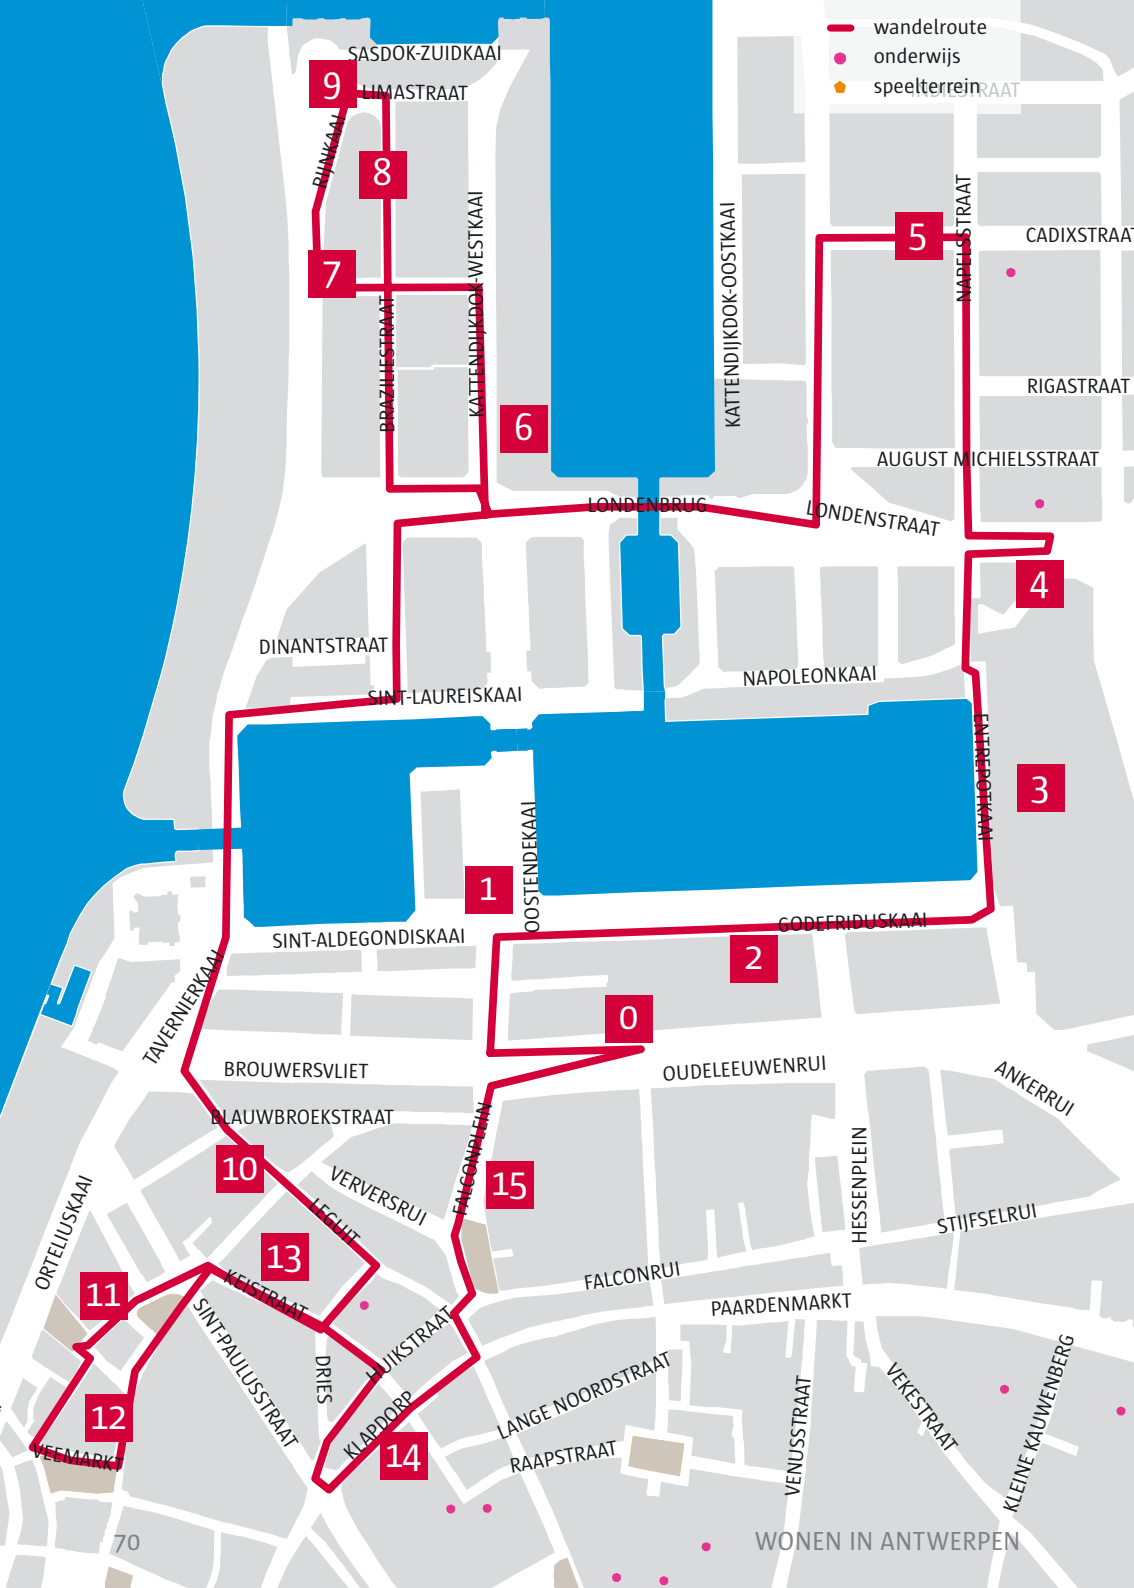 wandelroute
onderwijs
speelterrein
SASDOK-ZUIDKAAI
9
LIMASTRAAT
INDIËSTRAAT
RIJNKAAI
8
KATTENDIJKDOK-WESTKAAI
KATTENDIJKDOK-OOSTKAAI
NAPELSSTRAAT
5
CADIXSTRAAT
7
BRAZILIESTRAAT
RIGASTRAAT
6
AUGUST MICHIELSSTRAAT
LONDENBRUG
LONDENSTRAAT
4
DINANTSTRAAT
NAPOLEONKAAI
SINT-LAUREISKAAI
ENTREPOTKAAI
3
OOSTENDEKAAI
1
GODEFRIDUSKAAI
SINT-ALDEGONDISKAAI
2
TAVERNIERKAAI
0
BROUWERSVLIET
OUDELEEUWENRUI
ANKERRUI
BLAUWBROEKSTRAAT
FALCONPLEIN
HESSENPLEIN
10
15
VERVERSRUI
ORTELIUSKAAI
LEGUIT
STIJFSELRUI
13
FALCONRUI
KEISTRAAT
11
PAARDENMARKT
SINT-PAULUSSTRAAT
HUIKSTRAAT
DRIES
LANGE NOORDSTRAAT
VEKESTRAAT
KLEINE KAUWENBERG
12
KLAPDORP
VENUSSTRAAT
14
RAAPSTRAAT
VEEMARKT
70
WONEN IN ANTWERPEN